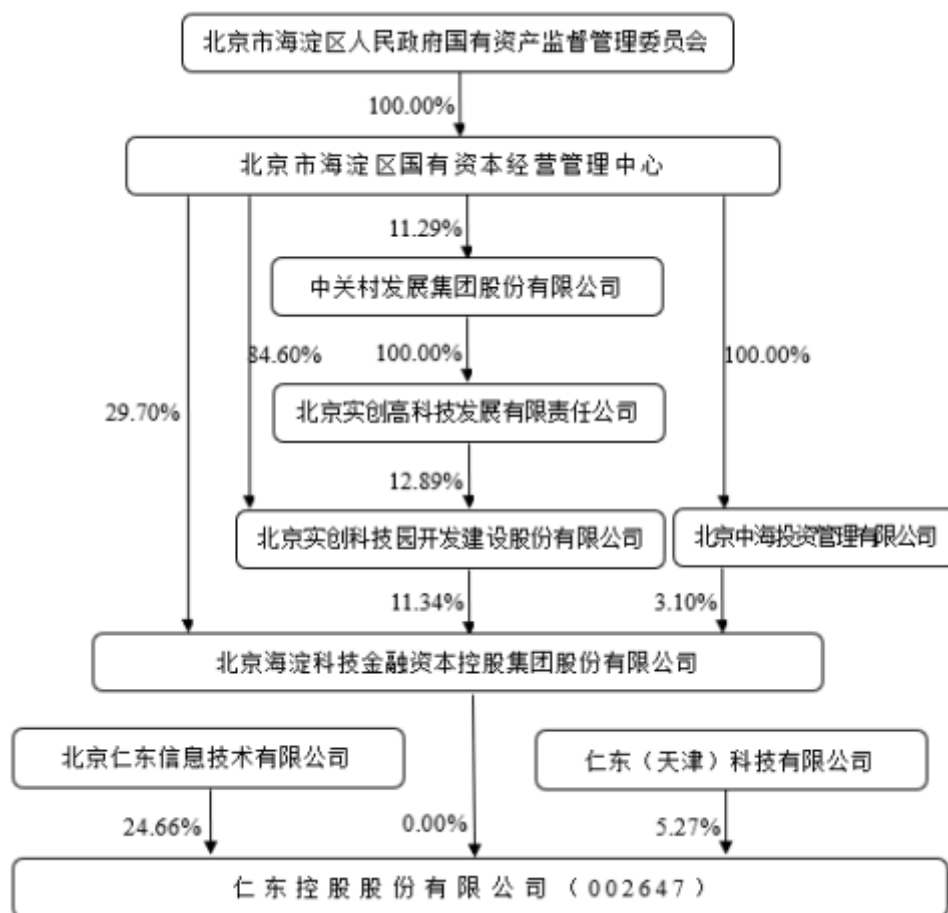 北京市海淀区人民政府国有资产监督管理委员会
100.00%
北京市海淀区国有资本经营管理中心
11.29%
中关村发展集团股份有限公司
84.60%
100.00%
100.00%
29.70%
北京实创高科技发展有限责任公司
12.89%
北京实创科技园开发建设股份有限公司
北京中海投资管理有限公司
11.34%
3.10%
北京海淀科技金融资本控股集团股份有限公司
北京仁东信息技术有限公司
仁东（天津）科技有限公司
24.66%
0.00%
5.27%
仁东控股股份有限公司（002647）